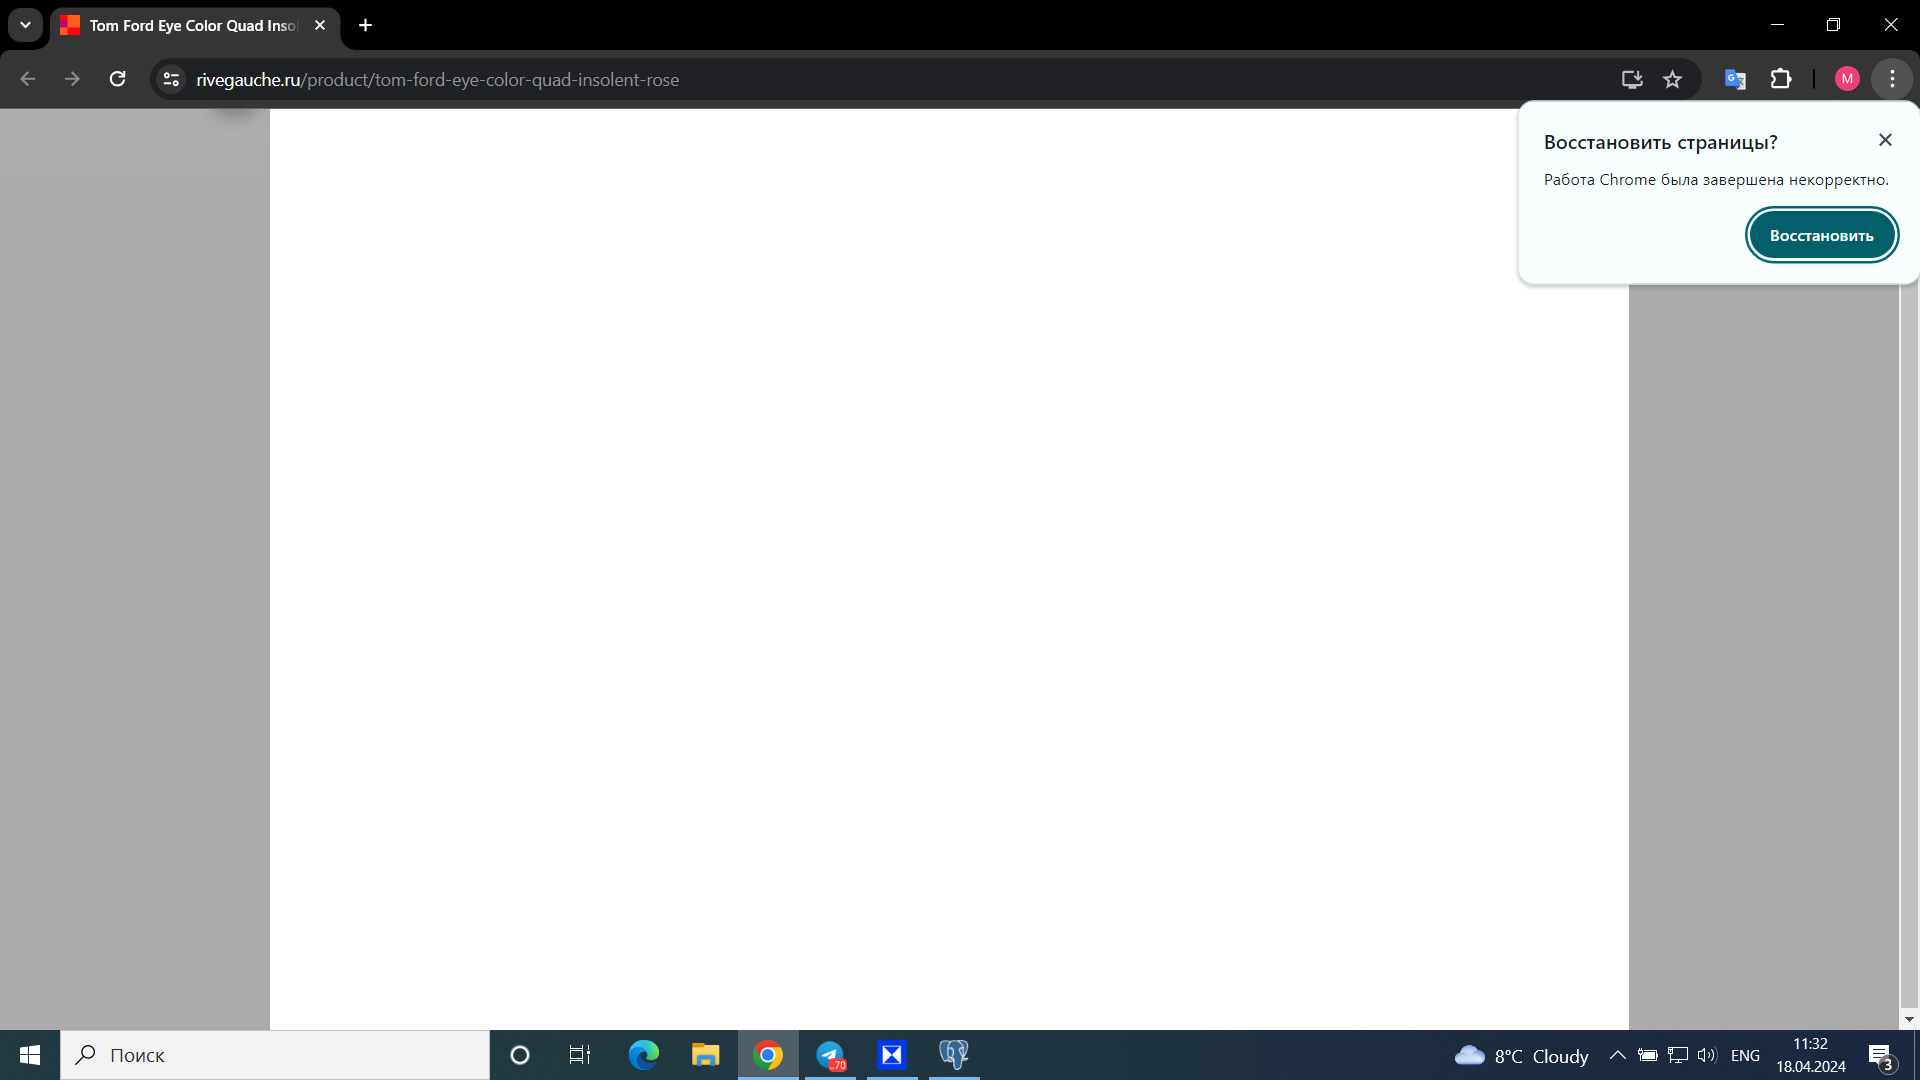 Tom Ford Eye Color Quad Inso
rivegauche.ru/product/tom-ford-eye-color-quad-insolent-rose
M
Восстановить страницы?
Работа Chrome была завершена некорректно.
Восстановить
Поиск
..70
8°C Cloudy
ENG
11:32
18.04.2024
3